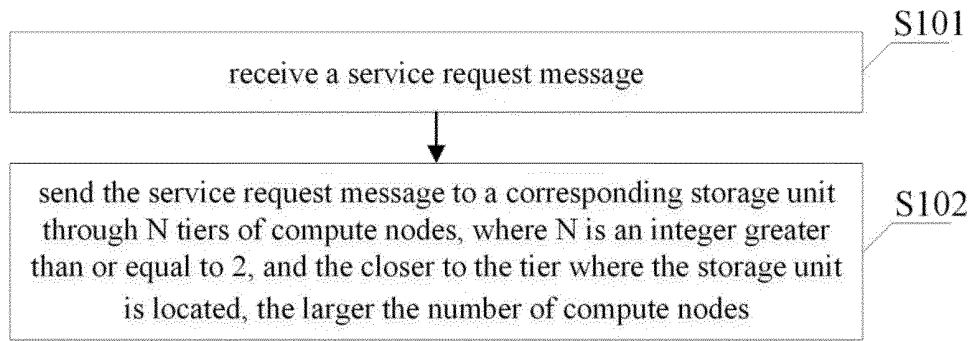 S101
receive a service request message
send the service request message to a corresponding storage unit
through N tiers of compute nodes, where N is an integer greater
than or equal to 2, and the closer to the tier where the storage unit
is located, the larger the number of compute nodes
S102